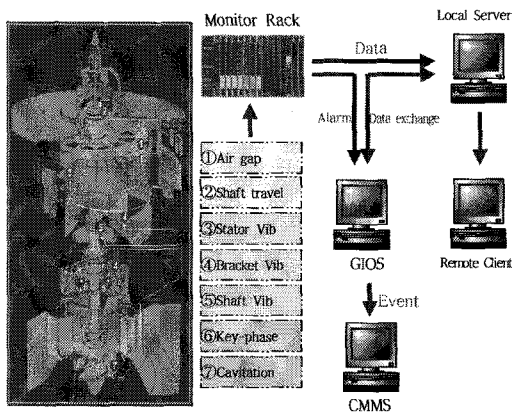 Monitor Rack
Local Server
Data
Alarm
Data exchange
①Air gap
②Shaft travel
③Stator Vib
④Bracket Vib
⑤Shaft Vib
⑥Key-phase
⑦Cavitation
GIOS
Remote Client
Event
CMMS